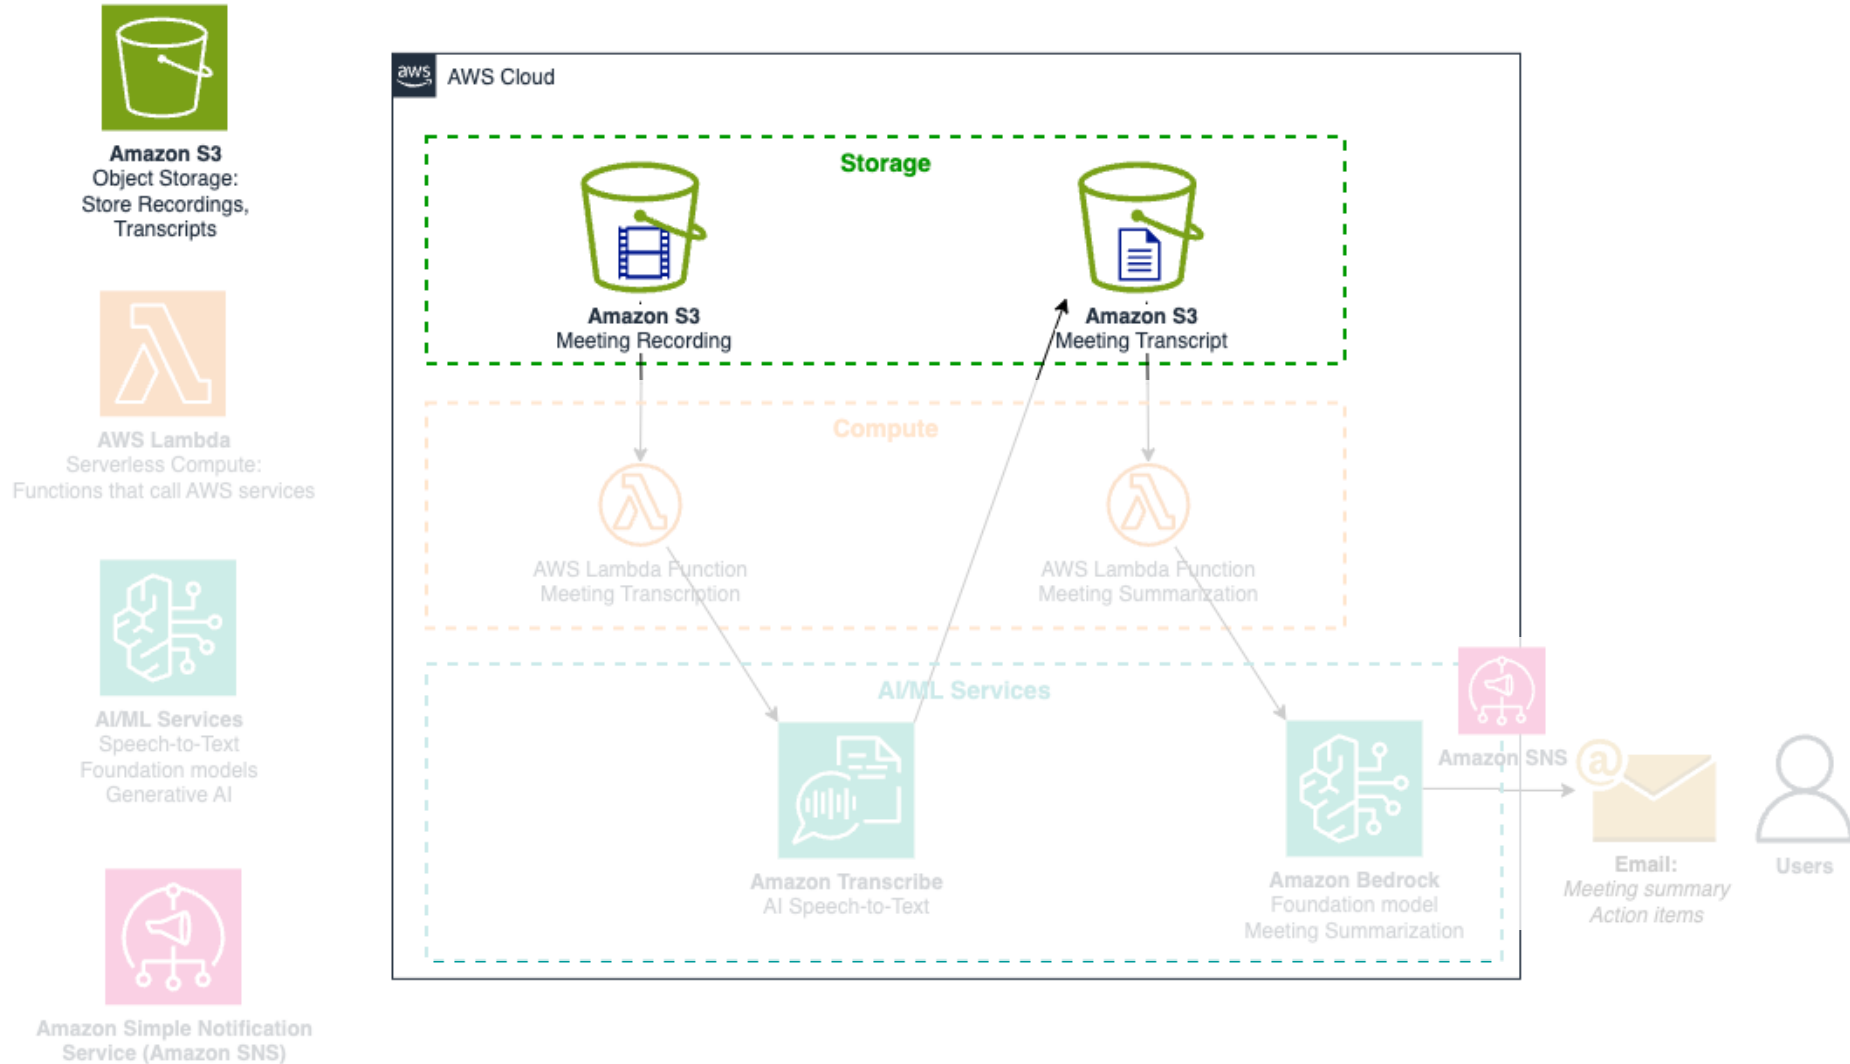 Amazon S3
Object Storage:
Store Recordings,
Transcripts
AWS Lambda
Serverless Compute:
Functions that call AWS services
AI/ML Services
Speech-to-Text
Foundation models
Generative AI
Amazon Simple Notification
Service (Amazon SNS)
aws
AWS Cloud
Storage
Amazon S3
Meeting Recording
Amazon S3
Meeting Transcript
Compute
AWS Lambda Function
Meeting Transcription
AWS Lambda Function
Meeting Summarization
AI/ML Services
Amazon Transcribe
AI Speech-to-Text
Amazon Bedrock
Foundation model
Meeting Summarization
Amazon SNS
@
Email:
Meeting summary
Action items
Users